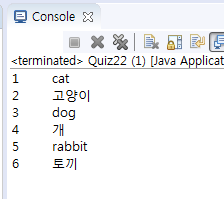 Console
<terminated> Quiz22 (1) [Java Applicat
1 cat
2 고양이
3 dog
4 개
5 rabbit
6 토끼